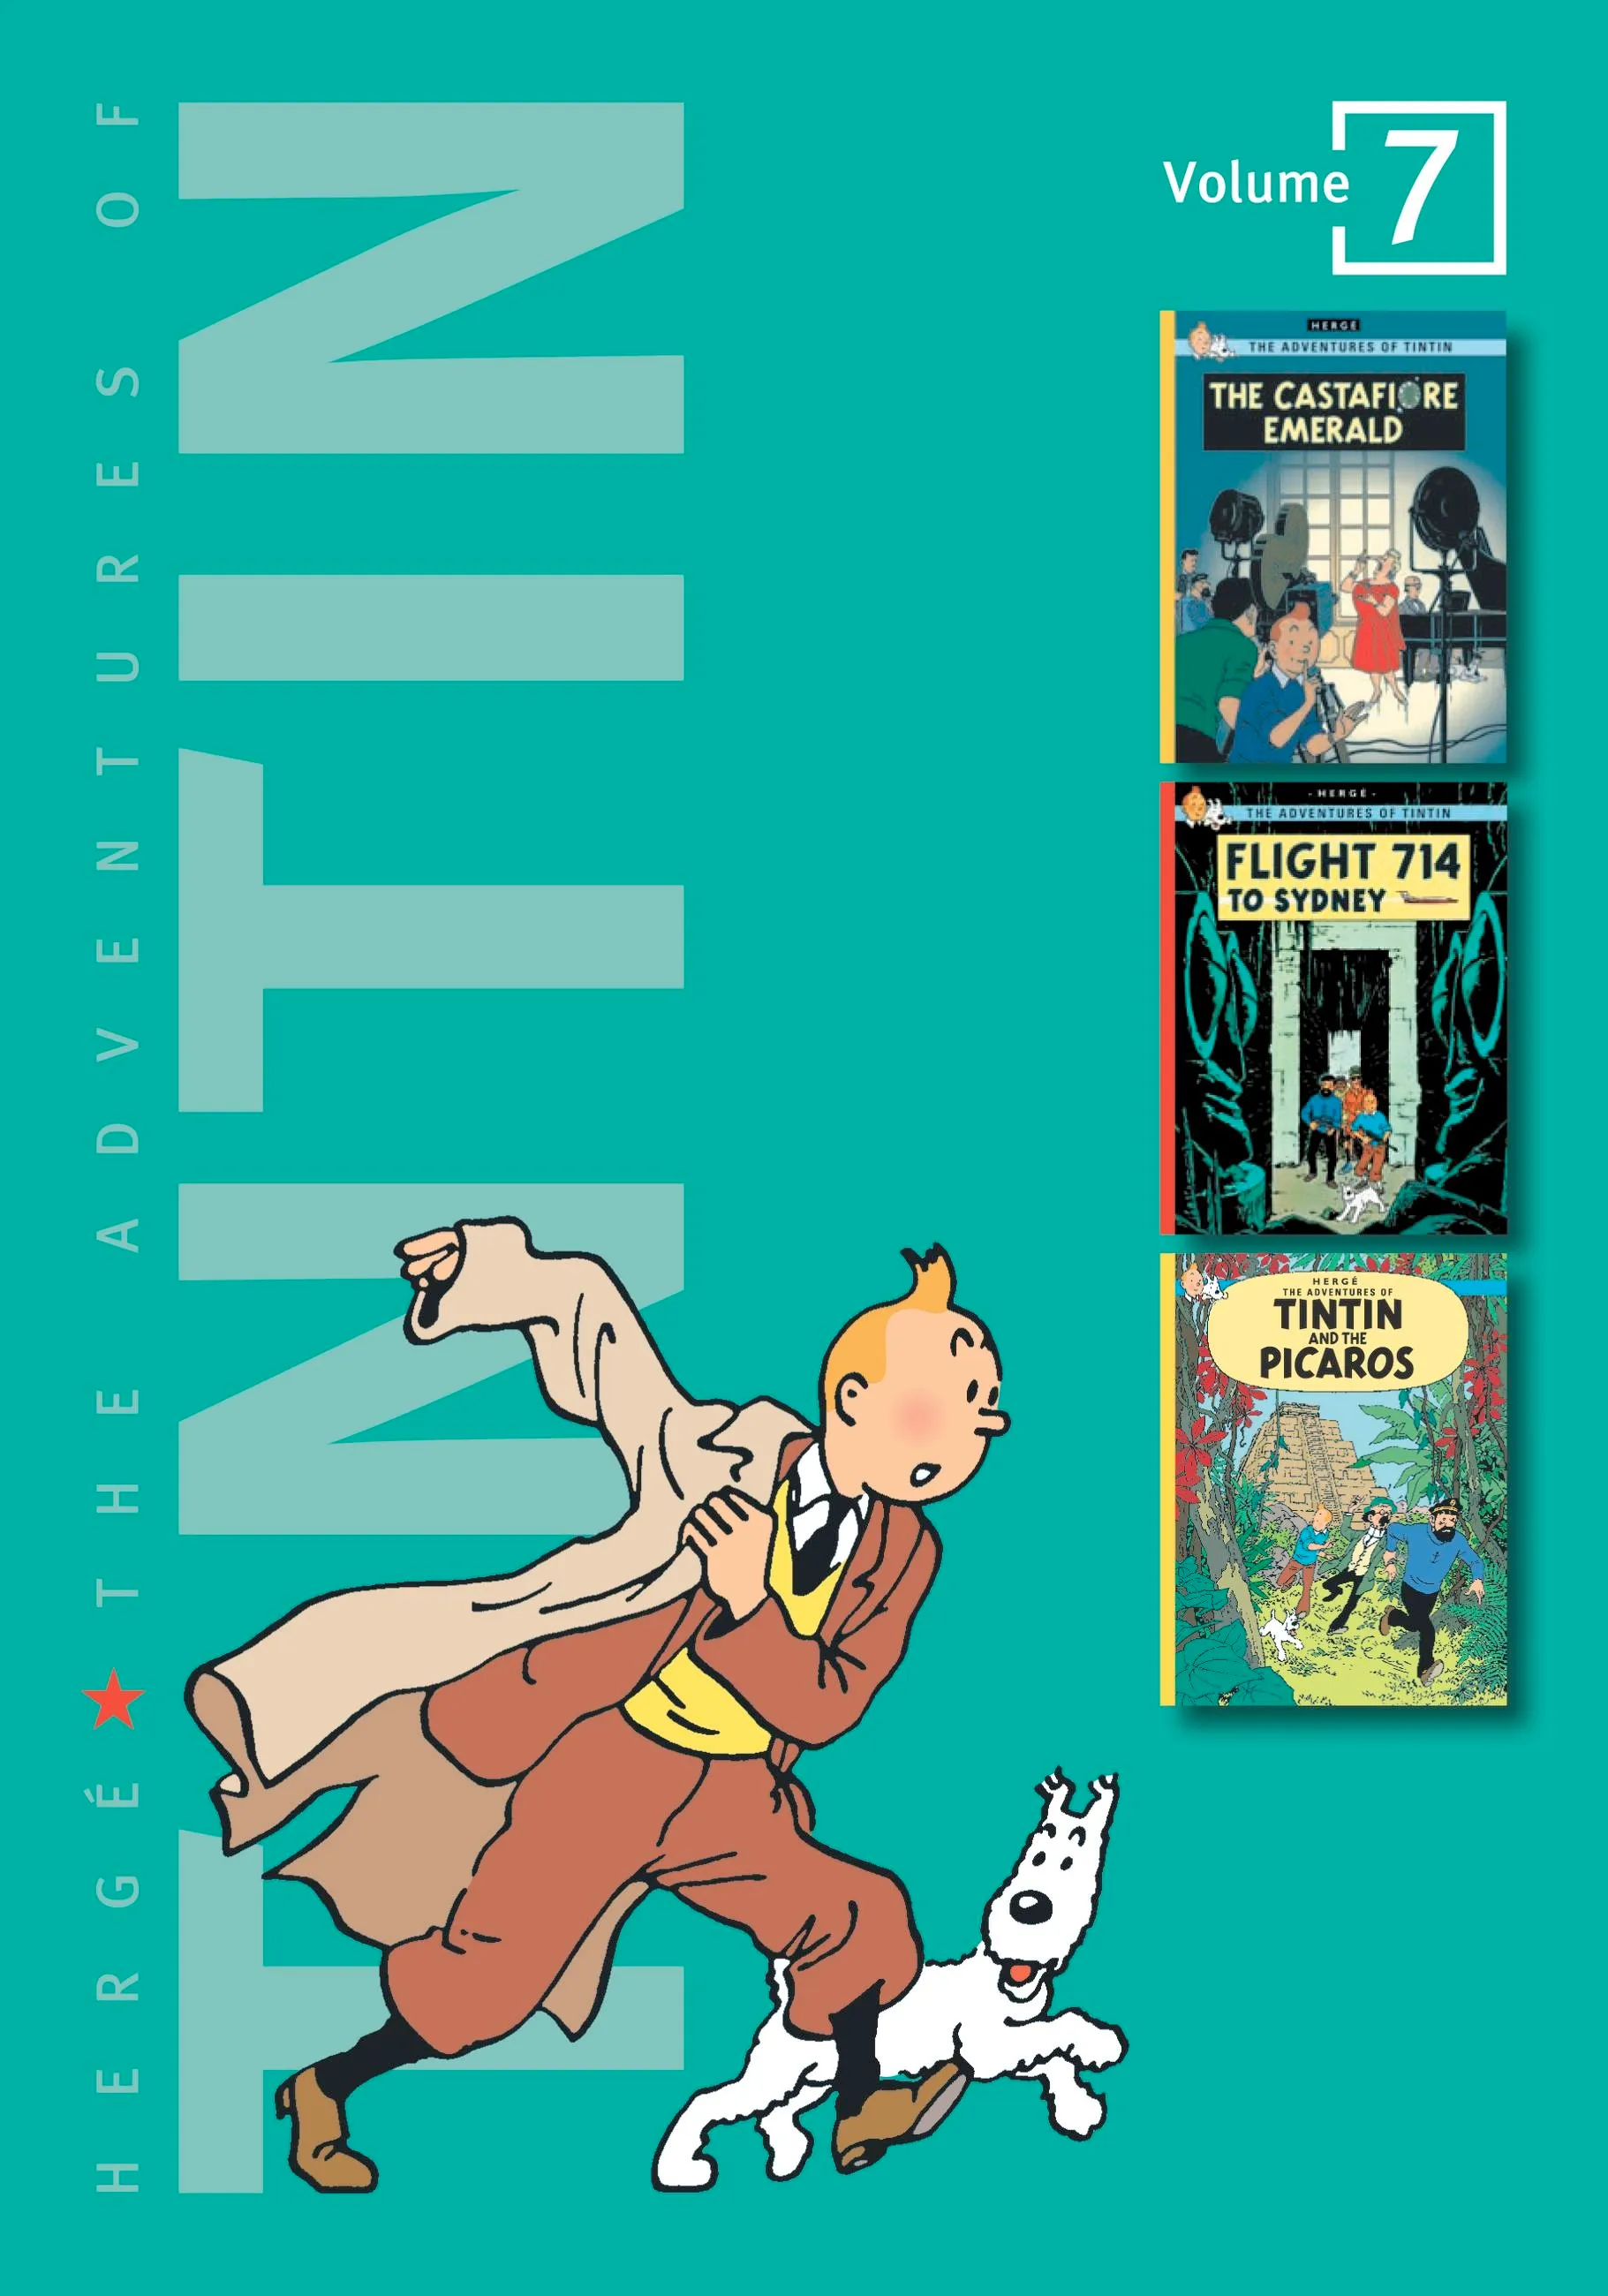 HERGÉ ★ THE ADVENTURES OF
TINTIN
Volume 7
HERGÉ
THE ADVENTURES OF TINTIN
THE CASTAFIORE
EMERALD
- HERGÉ -
THE ADVENTURES OF TINTIN
FLIGHT 714
TO SYDNEY
HERGÉ
THE ADVENTURES OF
TINTIN
AND THE
PICAROS